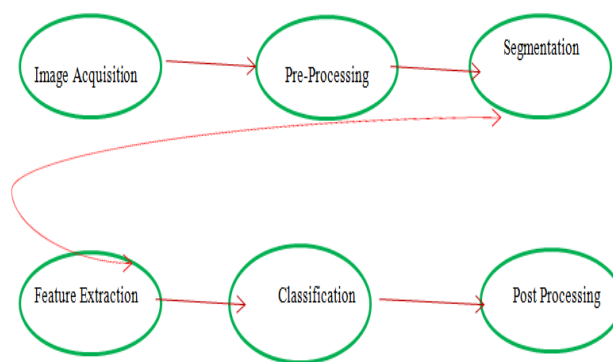 Image Acquisition
Pre-Processing
Segmentation
Feature Extraction
Classification
Post Processing